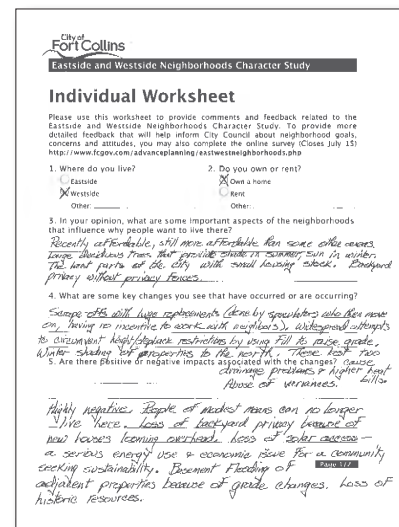 City of
Fort Collins
Eastside and Westside Neighborhoods Character Study
Individual Worksheet
Please use this worksheet to provide comments and feedback related to the
Eastside and Westside Neighborhoods Character Study. To provide more
detailed feedback that will help inform City Council about neighborhood goals,
concerns and attitudes, you may also complete the online survey (Closes July 15)
http://www.fcgov.com/advanceplanning/eastwestneighborhoods.php
1. Where do you live? 2. Do you own or rent?
Eastside Own a home
Westside Rent
Other: Other:
3. In your opinion, what are some important aspects of the neighborhoods
that influence why people want to live there?
Recently affordable, still more affordable than some other areas.
Large deciduous trees that provide shade in summer, sun in winter.
The parts of the city with small housing stock. Backyard
privacy without privacy fences.
4. What are some key changes you see that have occurred or are occurring?
Scrape offs with huge replacements (done by speculators who then move
on, having no incentive to work with neighbors). Widespread attempts
to circumvent height/setback restrictions by using fill to raise grade.
Winter shading of properties to the north. These last two
5. Are there positive or negative impacts associated with the changes? cause
drainage problems & higher heat
bills.
Abuse of variances.
Highly negative. People of modest means can no longer
live here. Loss of backyard privacy because of
new houses looming overhead. Loss of solar access—
a serious energy use & economic issue for a community
seeking sustainability. Basement flooding of
Page 1/2
adjacent properties because of grade changes. Loss of
historic resources.